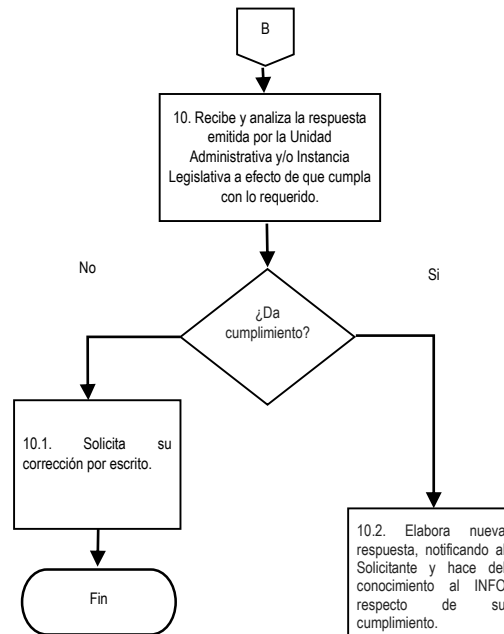 B
10. Recibe y analiza la respuesta
emitida por la Unidad
Administrativa y/o Instancia
Legislativa a efecto de que cumpla
con lo requerido.
No
Si
¿Da
cumplimiento?
10.1. Solicita su
corrección por escrito.
Fin
10.2. Elabora nueva
respuesta, notificando al
Solicitante y hace del
conocimiento al INFO
respecto de su
cumplimiento.